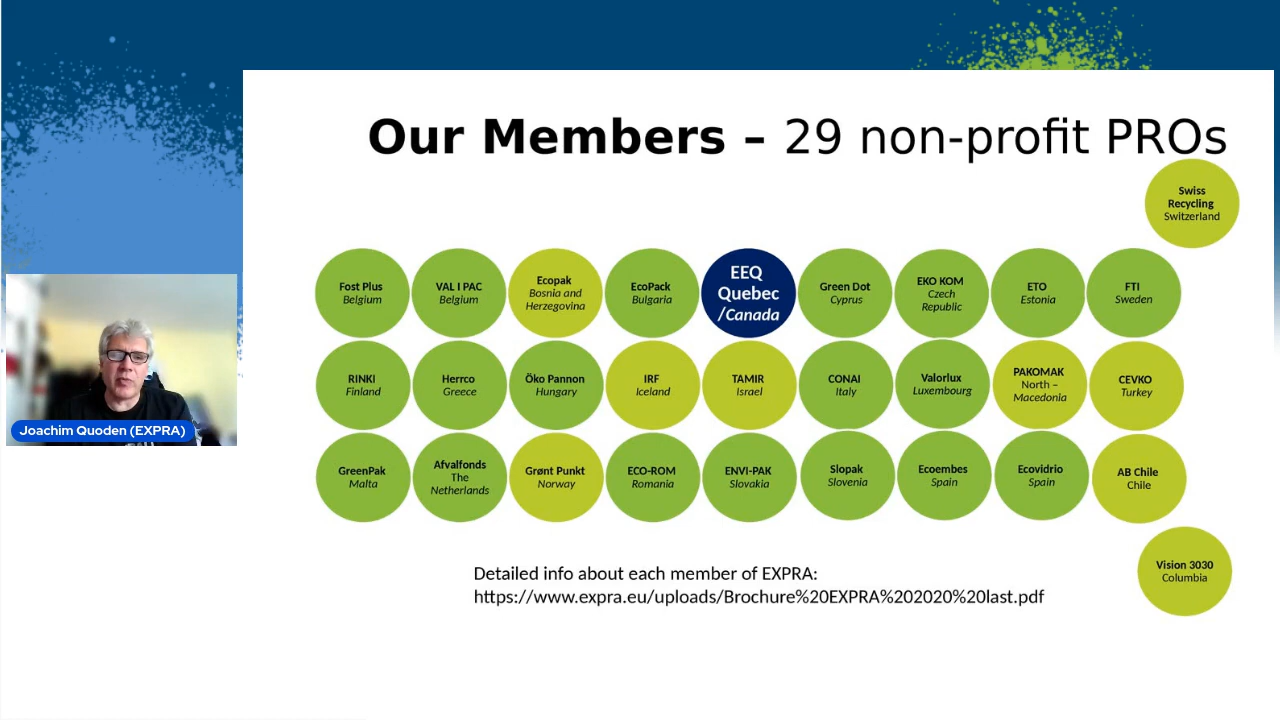 Our Members – 29 non-profit PROs
Swiss
Recycling
Switzerland
Fost Plus
Belgium
VAL I PAC
Belgium
Ecopak
Bosnia and
Herzegovina
EcoPack
Bulgaria
EEQ
Quebec
/Canada
Green Dot
Cyprus
EKO KOM
Czech
Republic
ETO
Estonia
FTI
Sweden
RINKI
Finland
Herrco
Greece
Öko Pannon
Hungary
IRF
Iceland
TAMIR
Israel
CONAI
Italy
Valorlux
Luxembourg
PAKOMAK
North –
Macedonia
CEVKO
Turkey
GreenPak
Malta
Afvalfonds
The
Netherlands
Grønt Punkt
Norway
ECO-ROM
Romania
ENVI-PAK
Slovakia
Slopak
Slovenia
Ecoembes
Spain
Ecovidrio
Spain
AB Chile
Chile
Vision 3030
Columbia
Detailed info about each member of EXPRA:
https://www.expra.eu/uploads/Brochure%20EXPRA%202020%20last.pdf
Joachim Quoden (EXPRA)